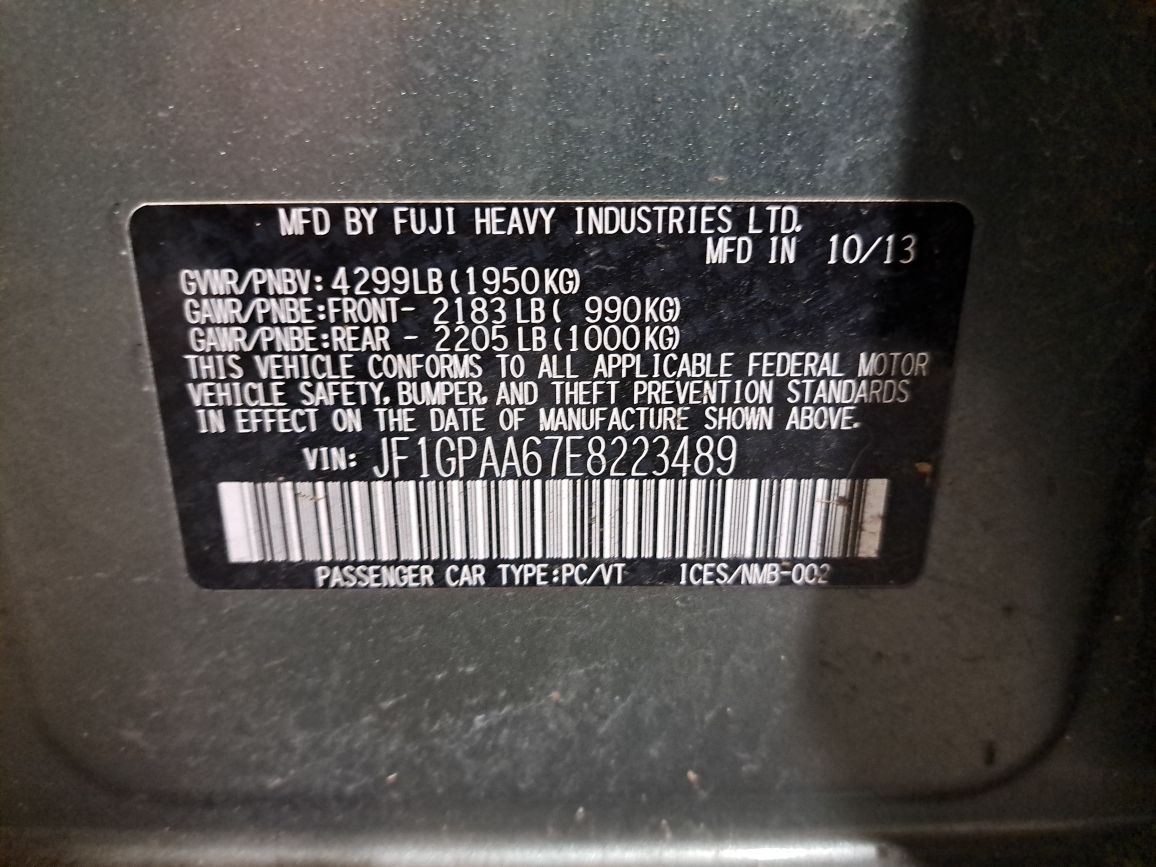 MFD BY FUJI HEAVY INDUSTRIES LTD.
MFD IN 10/13
GVWR/PNBV: 4299LB (1950KG)
GAWR/PNBE:FRONT- 2183LB ( 990KG)
GAWR/PNBE:REAR - 2205LB (1000KG)
THIS VEHICLE CONFORMS TO ALL APPLICABLE FEDERAL MOTOR
VEHICLE SAFETY, BUMPER, AND THEFT PREVENTION STANDARDS
IN EFFECT ON THE DATE OF MANUFACTURE SHOWN ABOVE.
VIN: JF1GPAA67E8223489
PASSENGER CAR TYPE:PC/VT ICES/NMB-002